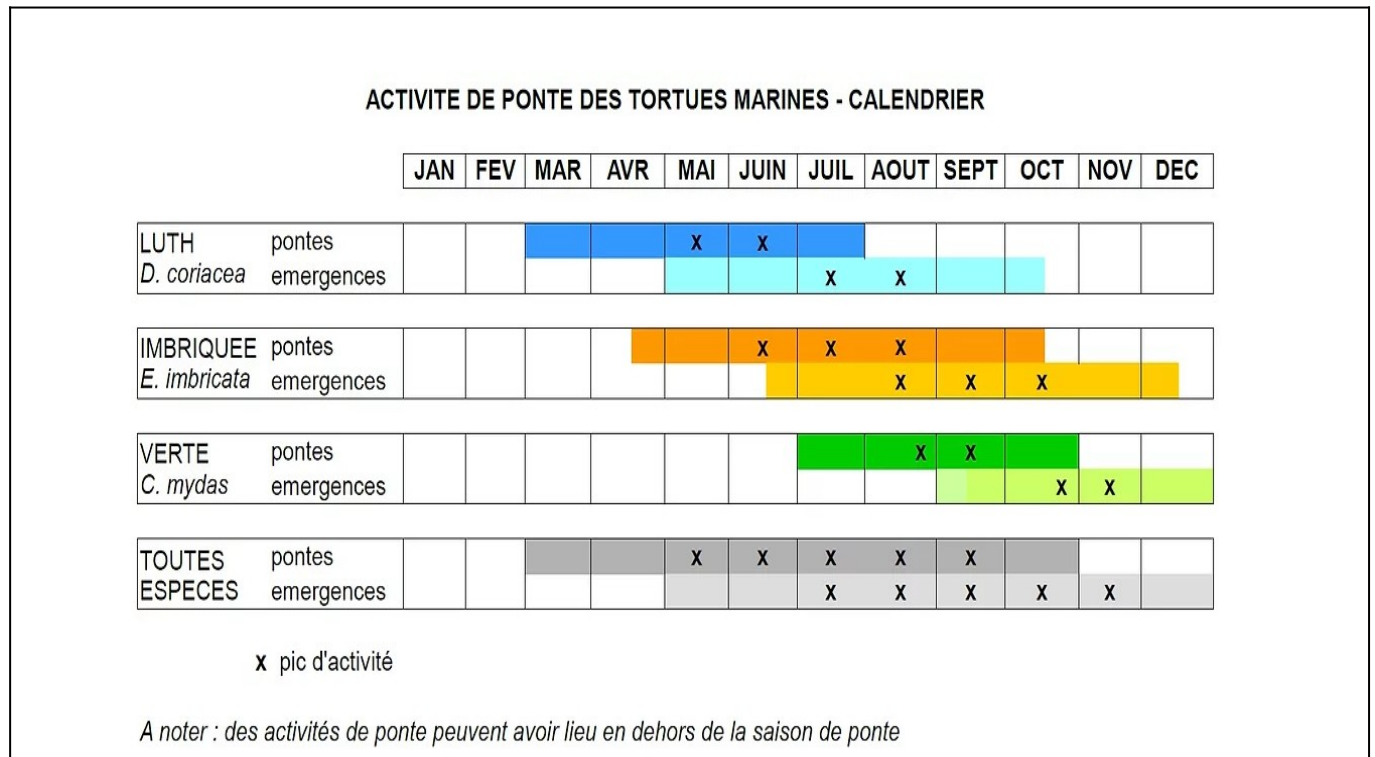 ACTIVITE DE PONTE DES TORTUES MARINES - CALENDRIER
JAN FEV MAR AVR MAI JUIN JUIL AOUT SEPT OCT NOV DEC
LUTH pontes x x
D. coriacea emergences x x
IMBRIQUEE pontes x x x
E. imbricata emergences x x x
VERTE pontes x x
C. mydas emergences x x
TOUTES pontes x x x x x
ESPECES emergences x x x x x
x pic d'activité
A noter : des activités de ponte peuvent avoir lieu en dehors de la saison de ponte